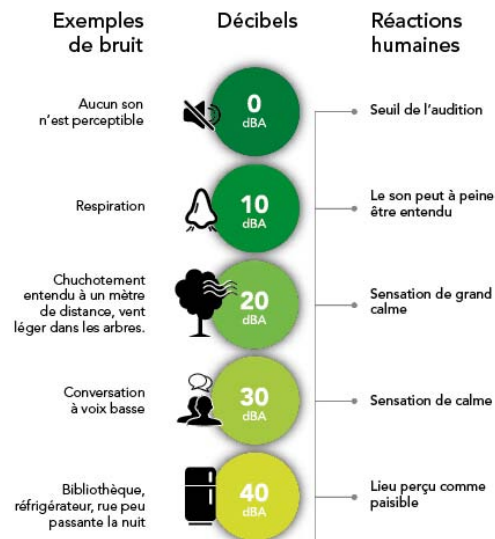 Exemples
de bruit
Décibels
Réactions
humaines
Aucun son
n'est perceptible
0
dBA
Seuil de l'audition
Respiration
10
dBA
Le son peut à peine
être entendu
Chuchotement
entendu à un mètre
de distance, vent
léger dans les arbres.
20
dBA
Sensation de grand
calme
Conversation
à voix basse
30
dBA
Sensation de calme
Bibliothèque,
réfrigérateur, rue peu
passante la nuit
40
dBA
Lieu perçu comme
paisible